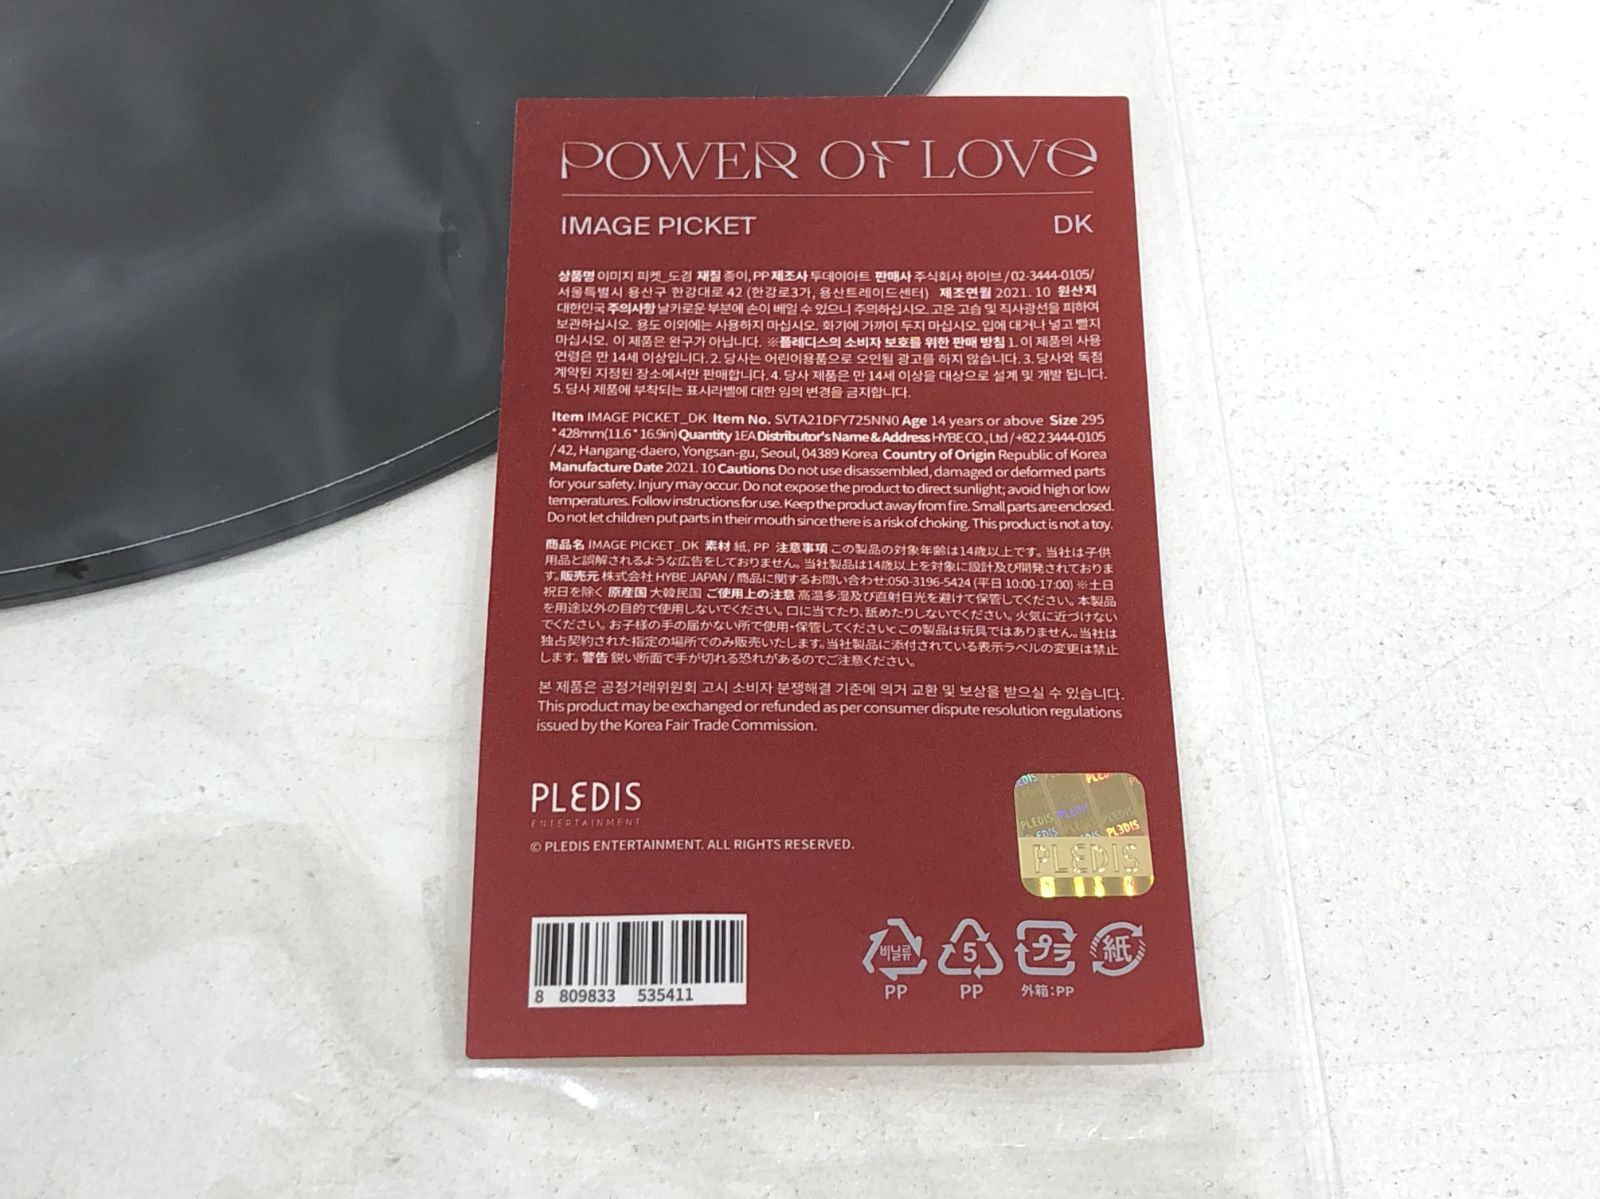 POWER OF LOVE
IMAGE PICKET DK
상품명 이미지 피켓_도겸 재질 종이, PP 제조사 투데이아트 판매사 주식회사 하이브 / 02-3444-0105/
서울특별시 용산구 한강대로 42 (한강로3가, 용산트레이드센터) 제조연월 2021. 10 원산지
대한민국 주의사항 날카로운 부분에 손이 베일 수 있으니 주의하십시오. 고온 고습 및 직사광선을 피하여
보관하십시오. 용도 이외에는 사용하지 마십시오. 화기에 가까이 두지 마십시오. 입에 대거나 넣고 빨지
마십시오. 이 제품은 완구가 아닙니다. ※플레디스의 소비자 보호를 위한 판매 방침 1. 이 제품의 사용
연령은 만 14세 이상입니다. 2. 당사는 어린이용품으로 오인될 광고를 하지 않습니다. 3. 당사와 독점
계약된 지정된 장소에서만 판매합니다. 4. 당사 제품은 만 14세 이상을 대상으로 설계 및 개발 됩니다.
5. 당사 제품에 부착되는 표시라벨에 대한 임의 변경을 금지합니다.
Item IMAGE PICKET_DK Item No. SVTA21DFY725NN0 Age 14 years or above Size 295
* 428mm(11.6 * 16.9in) Quantity 1EA Distributor's Name & Address HYBE CO., Ltd / +82 2 3444-0105
/ 42, Hangang-daero, Yongsan-gu, Seoul, 04389 Korea Country of Origin Republic of Korea
Manufacture Date 2021. 10 Cautions Do not use disassembled, damaged or deformed parts
for your safety. Injury may occur. Do not expose the product to direct sunlight; avoid high or low
temperatures. Follow instructions for use. Keep the product away from fire. Small parts are enclosed.
Do not let children put parts in their mouth since there is a risk of choking. This product is not a toy.
商品名 IMAGE PICKET_DK 素材 紙, PP 注意事項 この製品の対象年齢は14歳以上です。当社は子供
用品と誤解されるような広告をしておりません。当社製品は14歳以上を対象に設計及び開発されておりま
す。販売元 株式会社 HYBE JAPAN / 商品に関するお問い合わせ:050-3196-5424 (平日 10:00-17:00) ※土日
祝日を除く 原産国 大韓民国 ご使用上の注意 高温多湿及び直射日光を避けて保管してください。本製品
を用途以外の目的で使用しないでください。口に当てたり、舐めたりしないでください。火気に近づけない
でください。お子様の手の届かない所で使用・保管してくださいc この製品は玩具ではありません。当社は
独占契約された指定の場所でのみ販売いたします。当社製品に添付されている表示ラベルの変更は禁止
します。警告 鋭い断面で手が切れる恐れがあるのでご注意ください。
본 제품은 공정거래위원회 고시 소비자 분쟁해결 기준에 의거 교환 및 보상을 받으실 수 있습니다.
This product may be exchanged or refunded as per consumer dispute resolution regulations
issued by the Korea Fair Trade Commission.
PLEDIS
ENTERTAINMENT
© PLEDIS ENTERTAINMENT. ALL RIGHTS RESERVED.
PLEDIS
PLEDIS
8 809833 535411
비닐류 5 プラ 紙
PP PP 外箱:PP